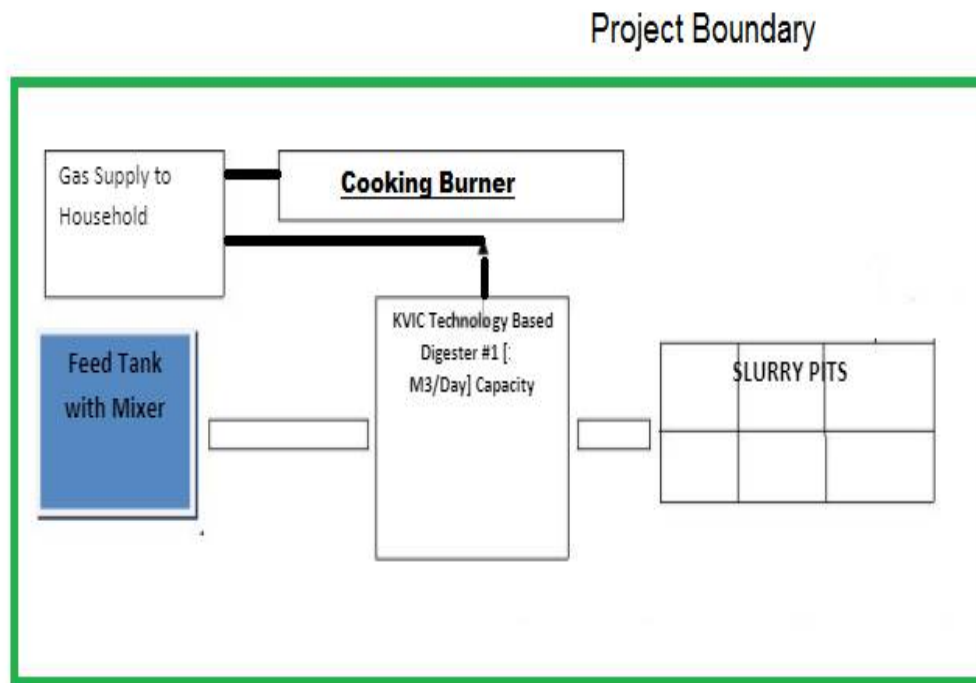 Project Boundary
Gas Supply to
Household
Cooking Burner
KVIC Technology Based
Digester #1 [:
M3/Day] Capacity
Feed Tank
with Mixer
SLURRY PITS